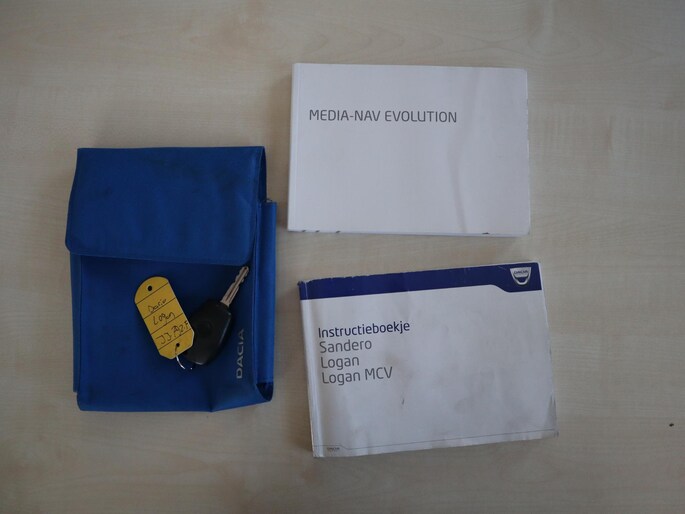 MEDIA-NAV EVOLUTION
Instructieboekje
Sandero
Logan
Logan MCV
DACIA
Dacia
Logan